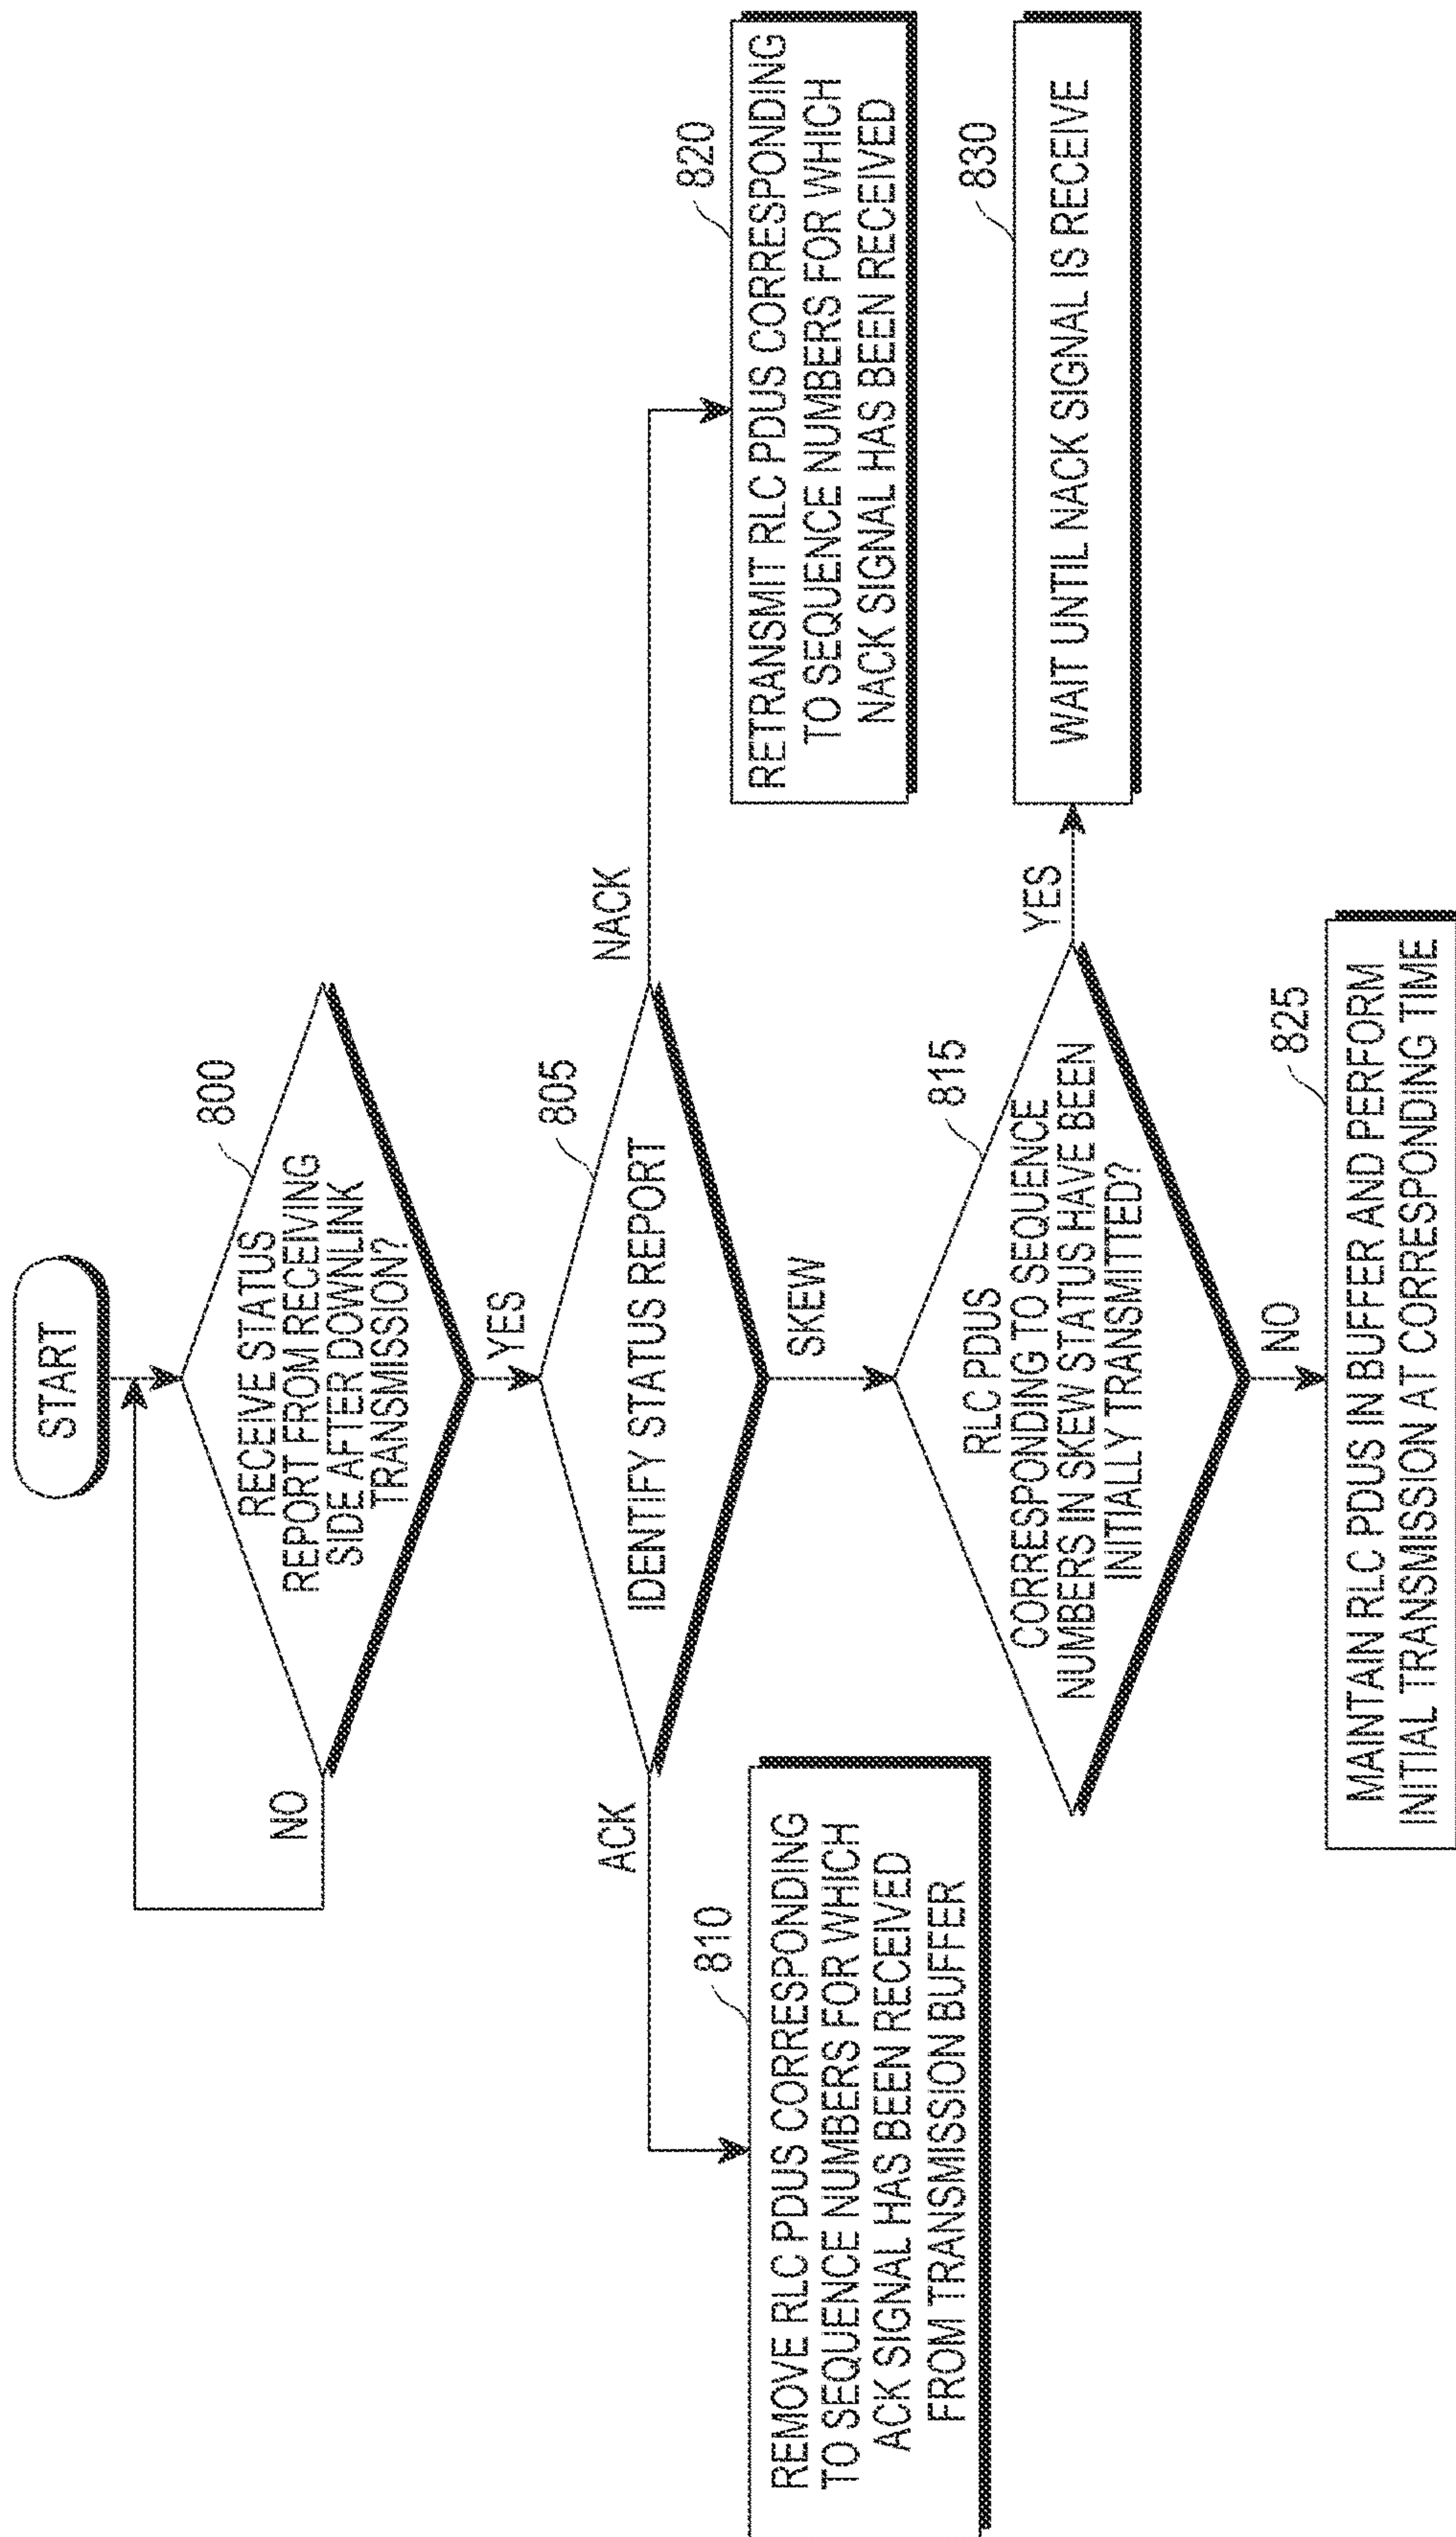 START
800
RECEIVE STATUS
REPORT FROM RECEIVING
SIDE AFTER DOWNLINK
TRANSMISSION?
NO
YES
805
IDENTIFY STATUS REPORT
ACK
NACK
SKEW
810
REMOVE RLC PDUS CORRESPONDING
TO SEQUENCE NUMBERS FOR WHICH
ACK SIGNAL HAS BEEN RECEIVED
FROM TRANSMISSION BUFFER
820
RETRANSMIT RLC PDUS CORRESPONDING
TO SEQUENCE NUMBERS FOR WHICH
NACK SIGNAL HAS BEEN RECEIVED
815
RLC PDUS
CORRESPONDING TO SEQUENCE
NUMBERS IN SKEW STATUS HAVE BEEN
INITIALLY TRANSMITTED?
YES
830
WAIT UNTIL NACK SIGNAL IS RECEIVE
NO
825
MAINTAIN RLC PDUS IN BUFFER AND PERFORM
INITIAL TRANSMISSION AT CORRESPONDING TIME